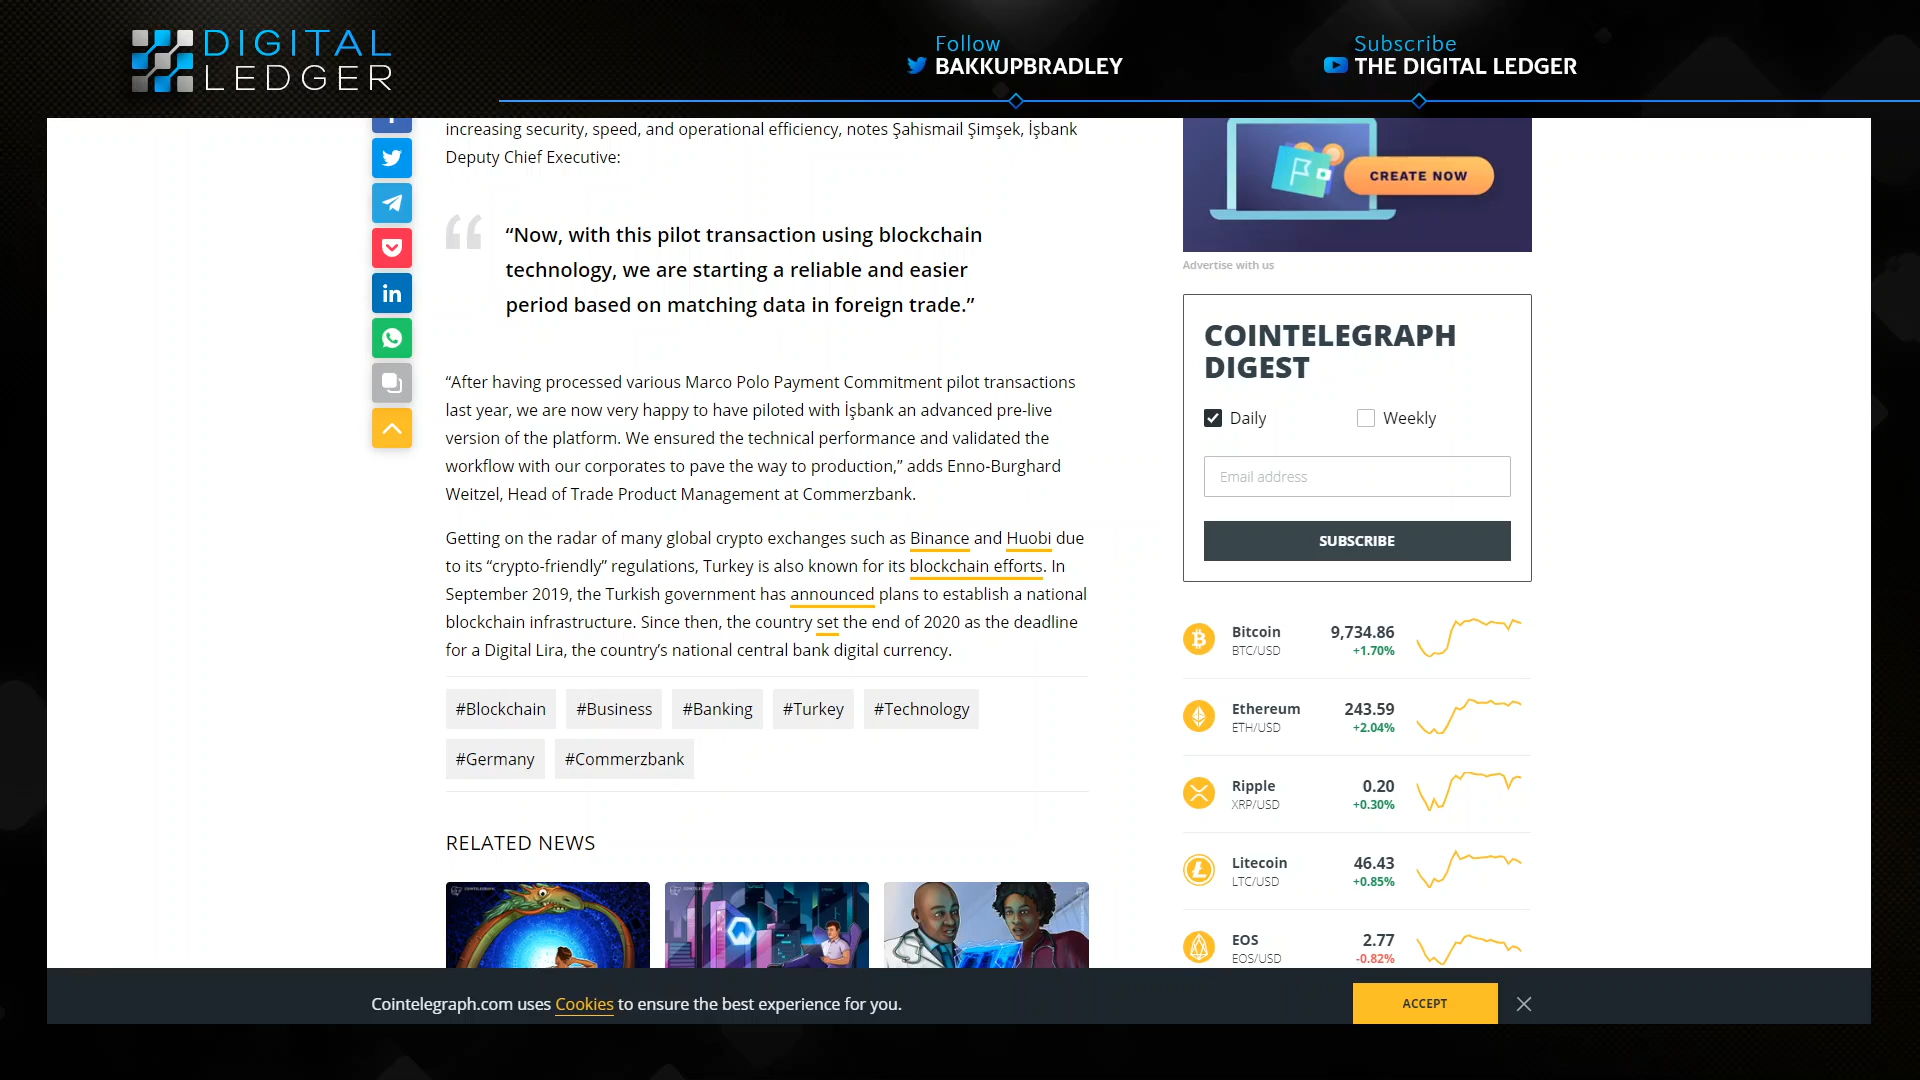 DIGITAL
LEDGER
Follow
BAKKUPBRADLEY
Subscribe
THE DIGITAL LEDGER
increasing security, speed, and operational efficiency, notes Şahismail Şimşek, İşbank
Deputy Chief Executive:
“Now, with this pilot transaction using blockchain
technology, we are starting a reliable and easier
period based on matching data in foreign trade.”
“After having processed various Marco Polo Payment Commitment pilot transactions
last year, we are now very happy to have piloted with İşbank an advanced pre-live
version of the platform. We ensured the technical performance and validated the
workflow with our corporates to pave the way to production,” adds Enno-Burghard
Weitzel, Head of Trade Product Management at Commerzbank.
Getting on the radar of many global crypto exchanges such as Binance and Huobi due
to its “crypto-friendly” regulations, Turkey is also known for its blockchain efforts. In
September 2019, the Turkish government has announced plans to establish a national
blockchain infrastructure. Since then, the country set the end of 2020 as the deadline
for a Digital Lira, the country’s national central bank digital currency.
#Blockchain #Business #Banking #Turkey #Technology
#Germany #Commerzbank
RELATED NEWS
CREATE NOW
Advertise with us
COINTELEGRAPH
DIGEST
Daily Weekly
Email address
SUBSCRIBE
Bitcoin 9,734.86
BTC/USD +1.70%
Ethereum 243.59
ETH/USD +2.04%
Ripple 0.20
XRP/USD +0.30%
Litecoin 46.43
LTC/USD +0.85%
EOS 2.77
EOS/USD -0.82%
Cointelegraph.com uses Cookies to ensure the best experience for you.
ACCEPT